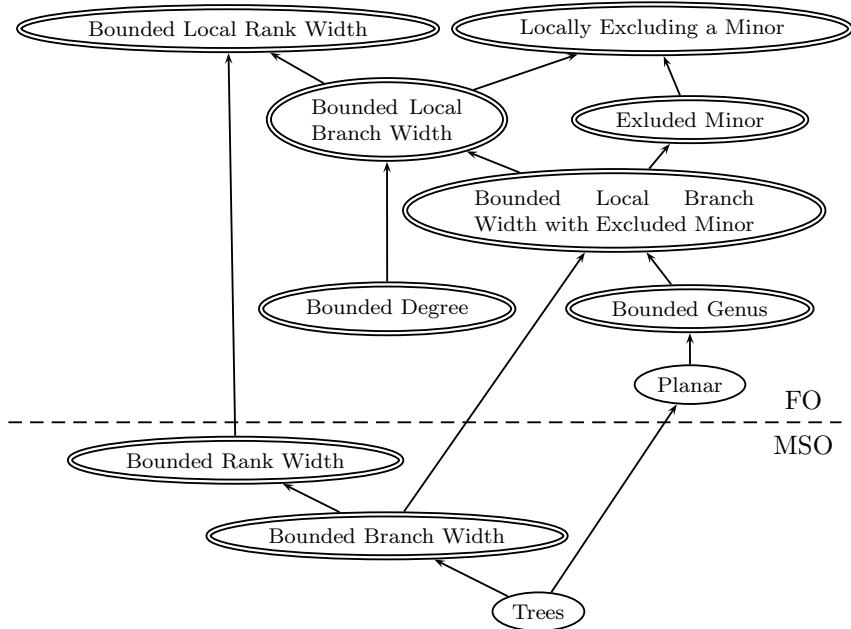 Bounded Local Rank Width
Locally Excluding a Minor
Bounded Local
Branch Width
Exluded Minor
Bounded Local Branch
Width with Excluded Minor
Bounded Degree
Bounded Genus
Planar
FO
MSO
Bounded Rank Width
Bounded Branch Width
Trees